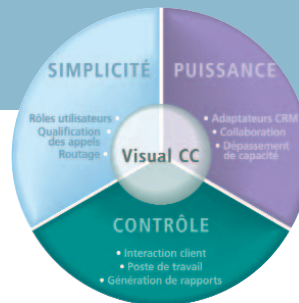 SIMPLICITÉ
Rôles utilisateurs •
Qualification •
des appels
Routage •
PUISSANCE
• Adaptateurs CRM
• Collaboration
• Dépassement
de capacité
Visual CC
CONTRÔLE
• Interaction client
• Poste de travail
• Génération de rapports